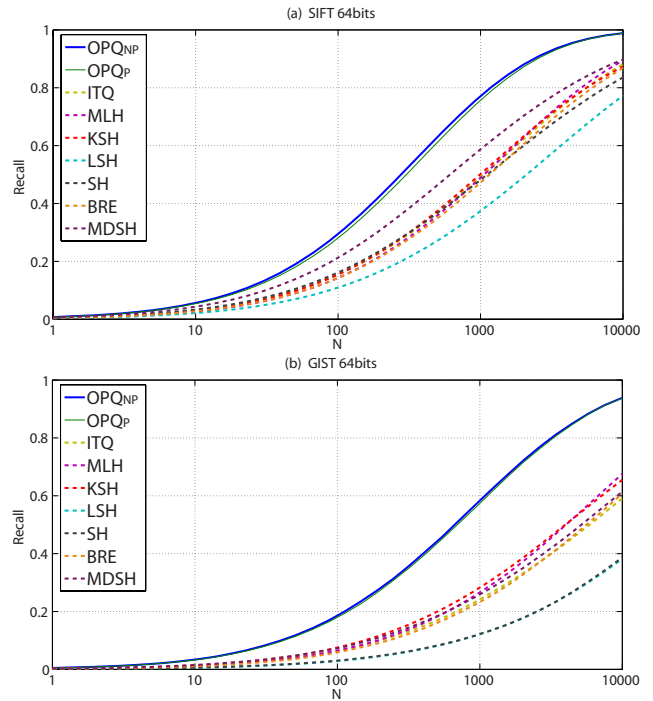 (a) SIFT 64bits
1
0.8
0.6
0.4
0.2
0
Recall
OPQNP
OPQP
ITQ
MLH
KSH
LSH
SH
BRE
MDSH
1
10
100
1000
10000
N
(b) GIST 64bits
1
0.8
0.6
0.4
0.2
0
Recall
OPQNP
OPQP
ITQ
MLH
KSH
LSH
SH
BRE
MDSH
1
10
100
1000
10000
N